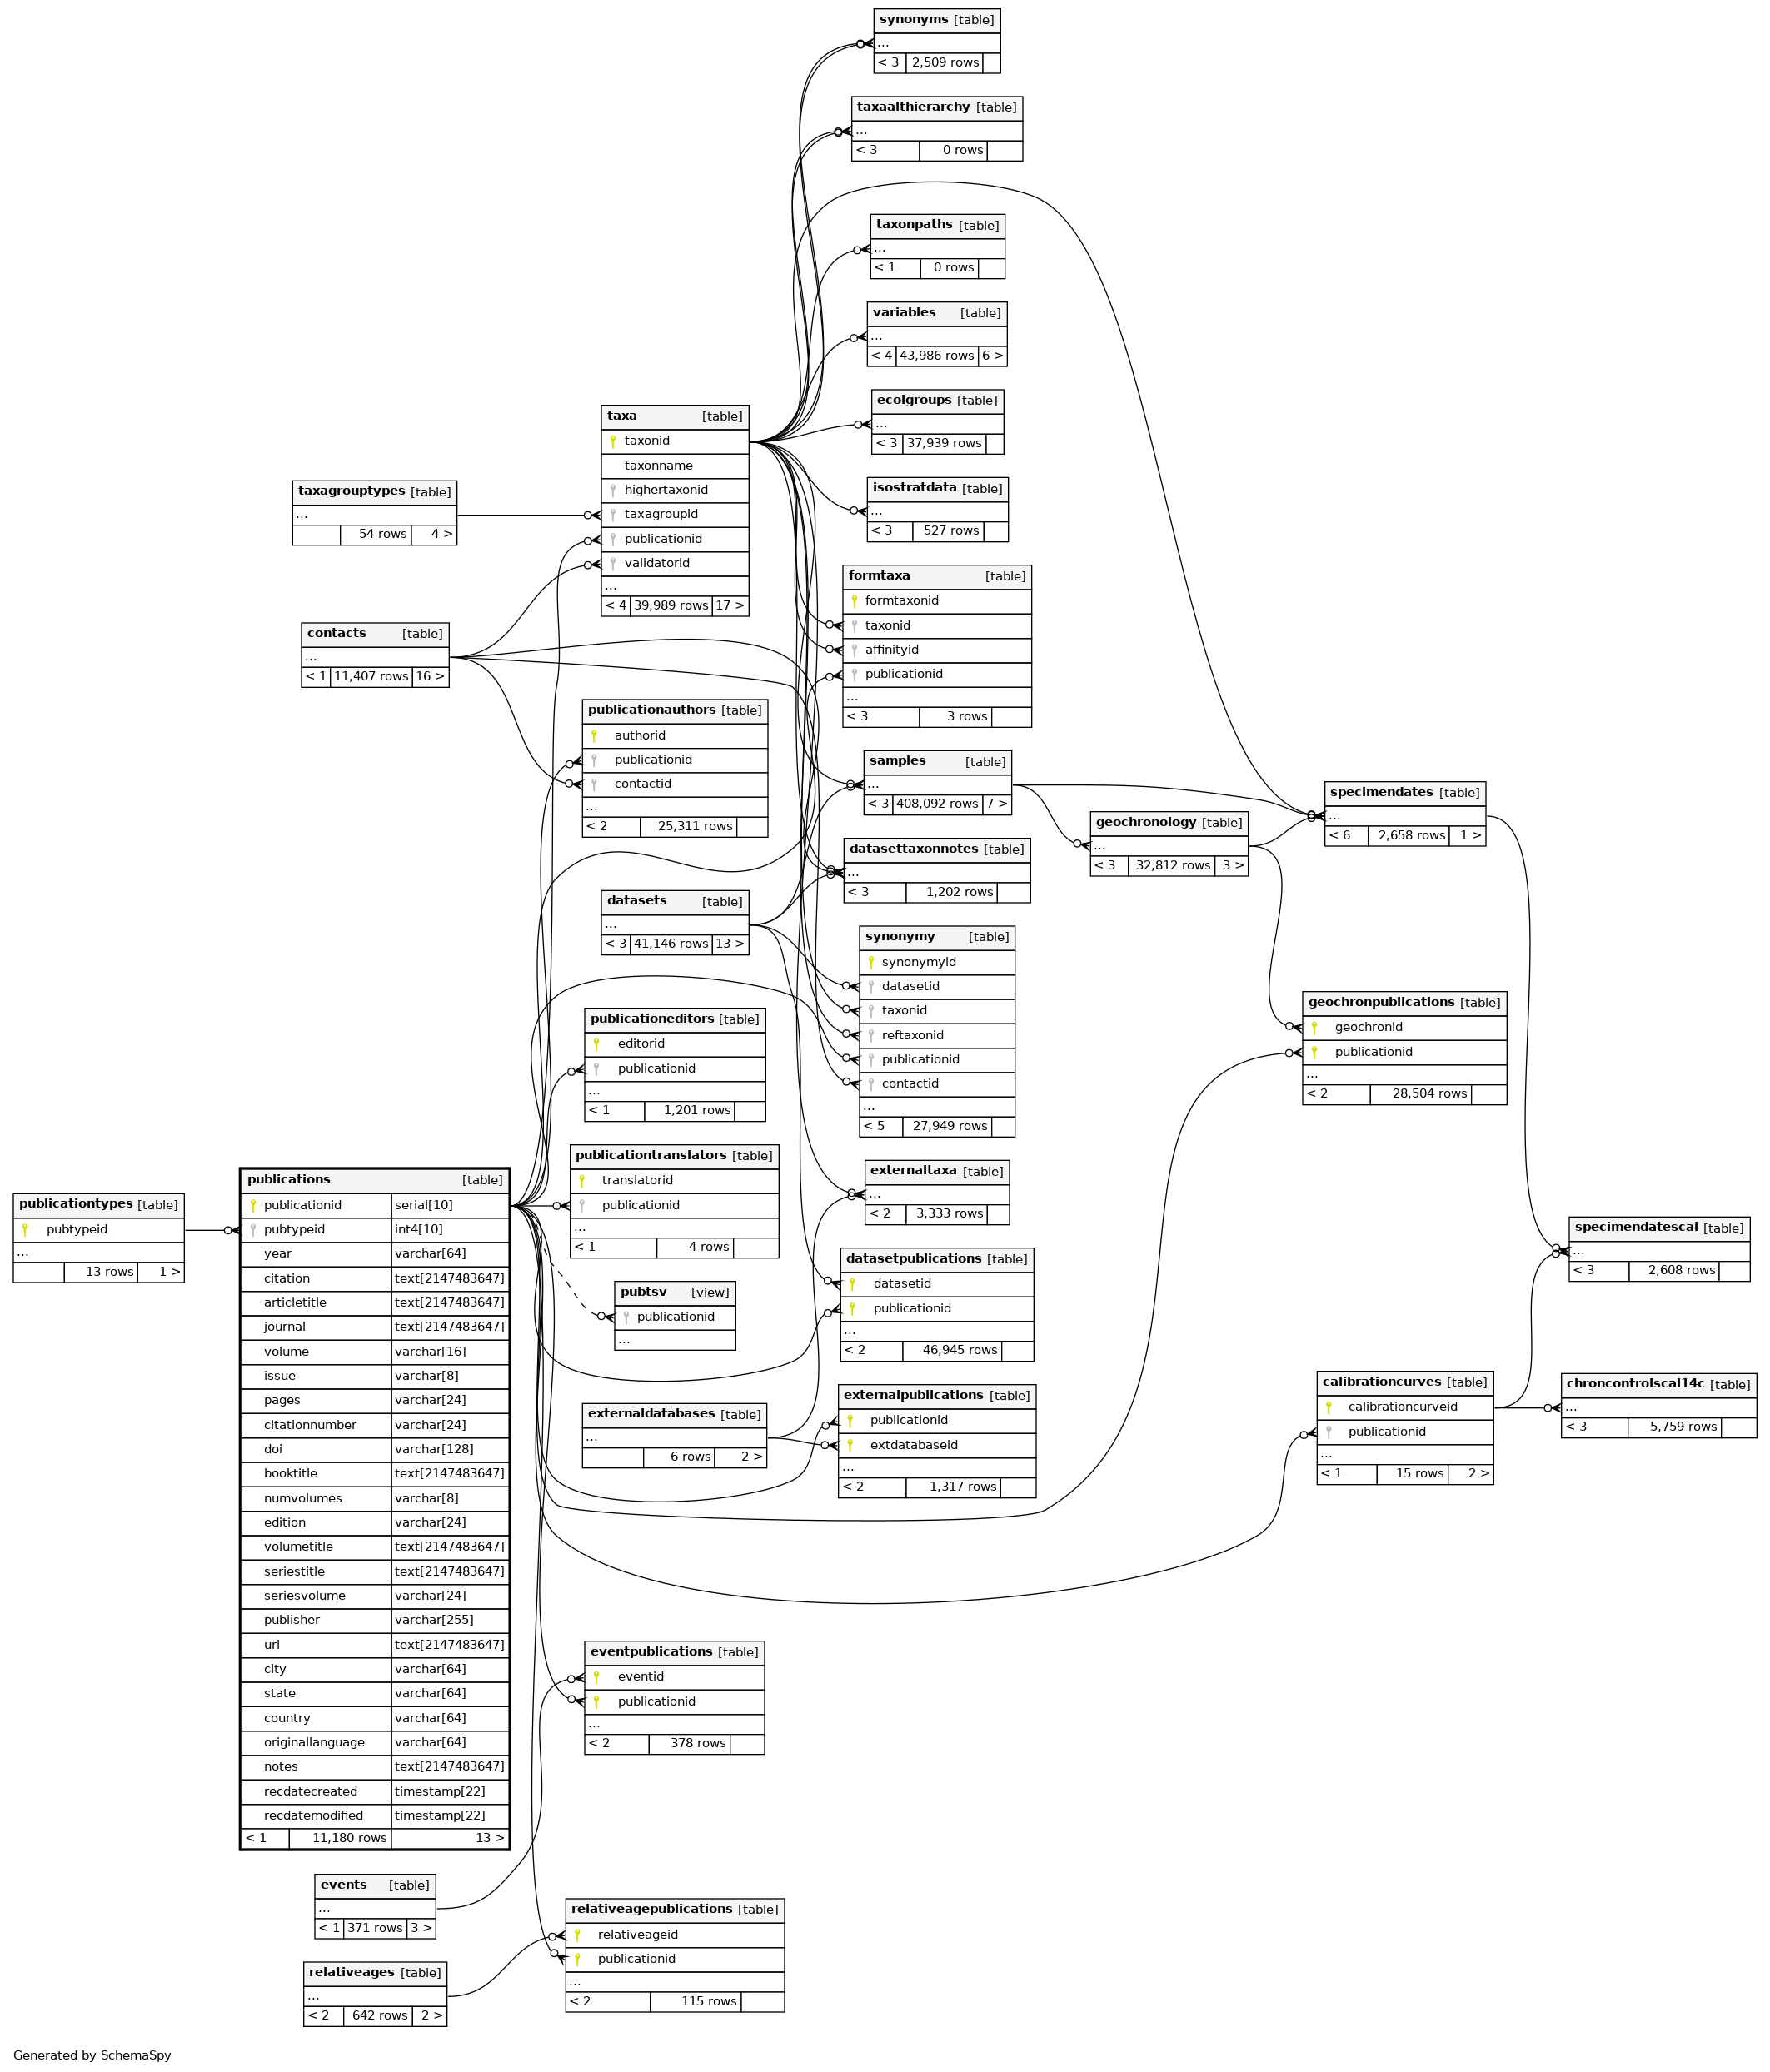 synonyms [table]
...
< 3 2,509 rows
taxaalthierarchy [table]
...
< 3 0 rows
taxonpaths [table]
...
< 1 0 rows
variables [table]
...
< 4 43,986 rows 6 >
ecolgroups [table]
...
< 3 37,939 rows
isostratdata [table]
...
< 3 527 rows
taxa [table]
taxonid
taxonname
highertaxonid
taxagroupid
publicationid
validatorid
...
< 4 39,989 rows 17 >
taxagrouptypes [table]
...
54 rows 4 >
contacts [table]
...
< 1 11,407 rows 16 >
formtaxa [table]
formtaxonid
taxonid
affinityid
publicationid
...
< 3 3 rows
publicationauthors [table]
authorid
publicationid
contactid
...
< 2 25,311 rows
samples [table]
...
< 3 408,092 rows 7 >
specimendates [table]
...
< 6 2,658 rows 1 >
geochronology [table]
...
< 3 32,812 rows 3 >
datasettaxonnotes [table]
...
< 3 1,202 rows
datasets [table]
...
< 3 41,146 rows 13 >
synonymy [table]
synonymyid
datasetid
taxonid
reftaxonid
publicationid
contactid
...
< 5 27,949 rows
geochronpublications [table]
geochronid
publicationid
...
< 2 28,504 rows
publicationeditors [table]
editorid
publicationid
...
< 1 1,201 rows
publicationtranslators [table]
translatorid
publicationid
...
< 1 4 rows
externaltaxa [table]
...
< 2 3,333 rows
publicationtypes [table]
pubtypeid
...
13 rows 1 >
publications [table]
publicationid serial[10]
pubtypeid int4[10]
year varchar[64]
citation text[2147483647]
articletitle text[2147483647]
journal text[2147483647]
volume varchar[16]
issue varchar[8]
pages varchar[24]
citationnumber varchar[24]
doi varchar[128]
booktitle text[2147483647]
numvolumes varchar[8]
edition varchar[24]
volumetitle text[2147483647]
seriestitle text[2147483647]
seriesvolume varchar[24]
publisher varchar[255]
url text[2147483647]
city varchar[64]
state varchar[64]
country varchar[64]
originallanguage varchar[64]
notes text[2147483647]
recdatecreated timestamp[22]
recdatemodified timestamp[22]
< 1 11,180 rows 13 >
pubtsv [view]
publicationid
...
datasetpublications [table]
datasetid
publicationid
...
< 2 46,945 rows
specimendatescal [table]
...
< 3 2,608 rows
externaldatabases [table]
...
6 rows 2 >
externalpublications [table]
publicationid
extdatabaseid
...
< 2 1,317 rows
calibrationcurves [table]
calibrationcurveid
publicationid
...
< 1 15 rows 2 >
chroncontrolscal14c [table]
...
< 3 5,759 rows
eventpublications [table]
eventid
publicationid
...
< 2 378 rows
events [table]
...
< 1 371 rows 3 >
relativeagepublications [table]
relativeageid
publicationid
...
< 2 115 rows
relativeages [table]
...
< 2 642 rows 2 >
Generated by SchemaSpy